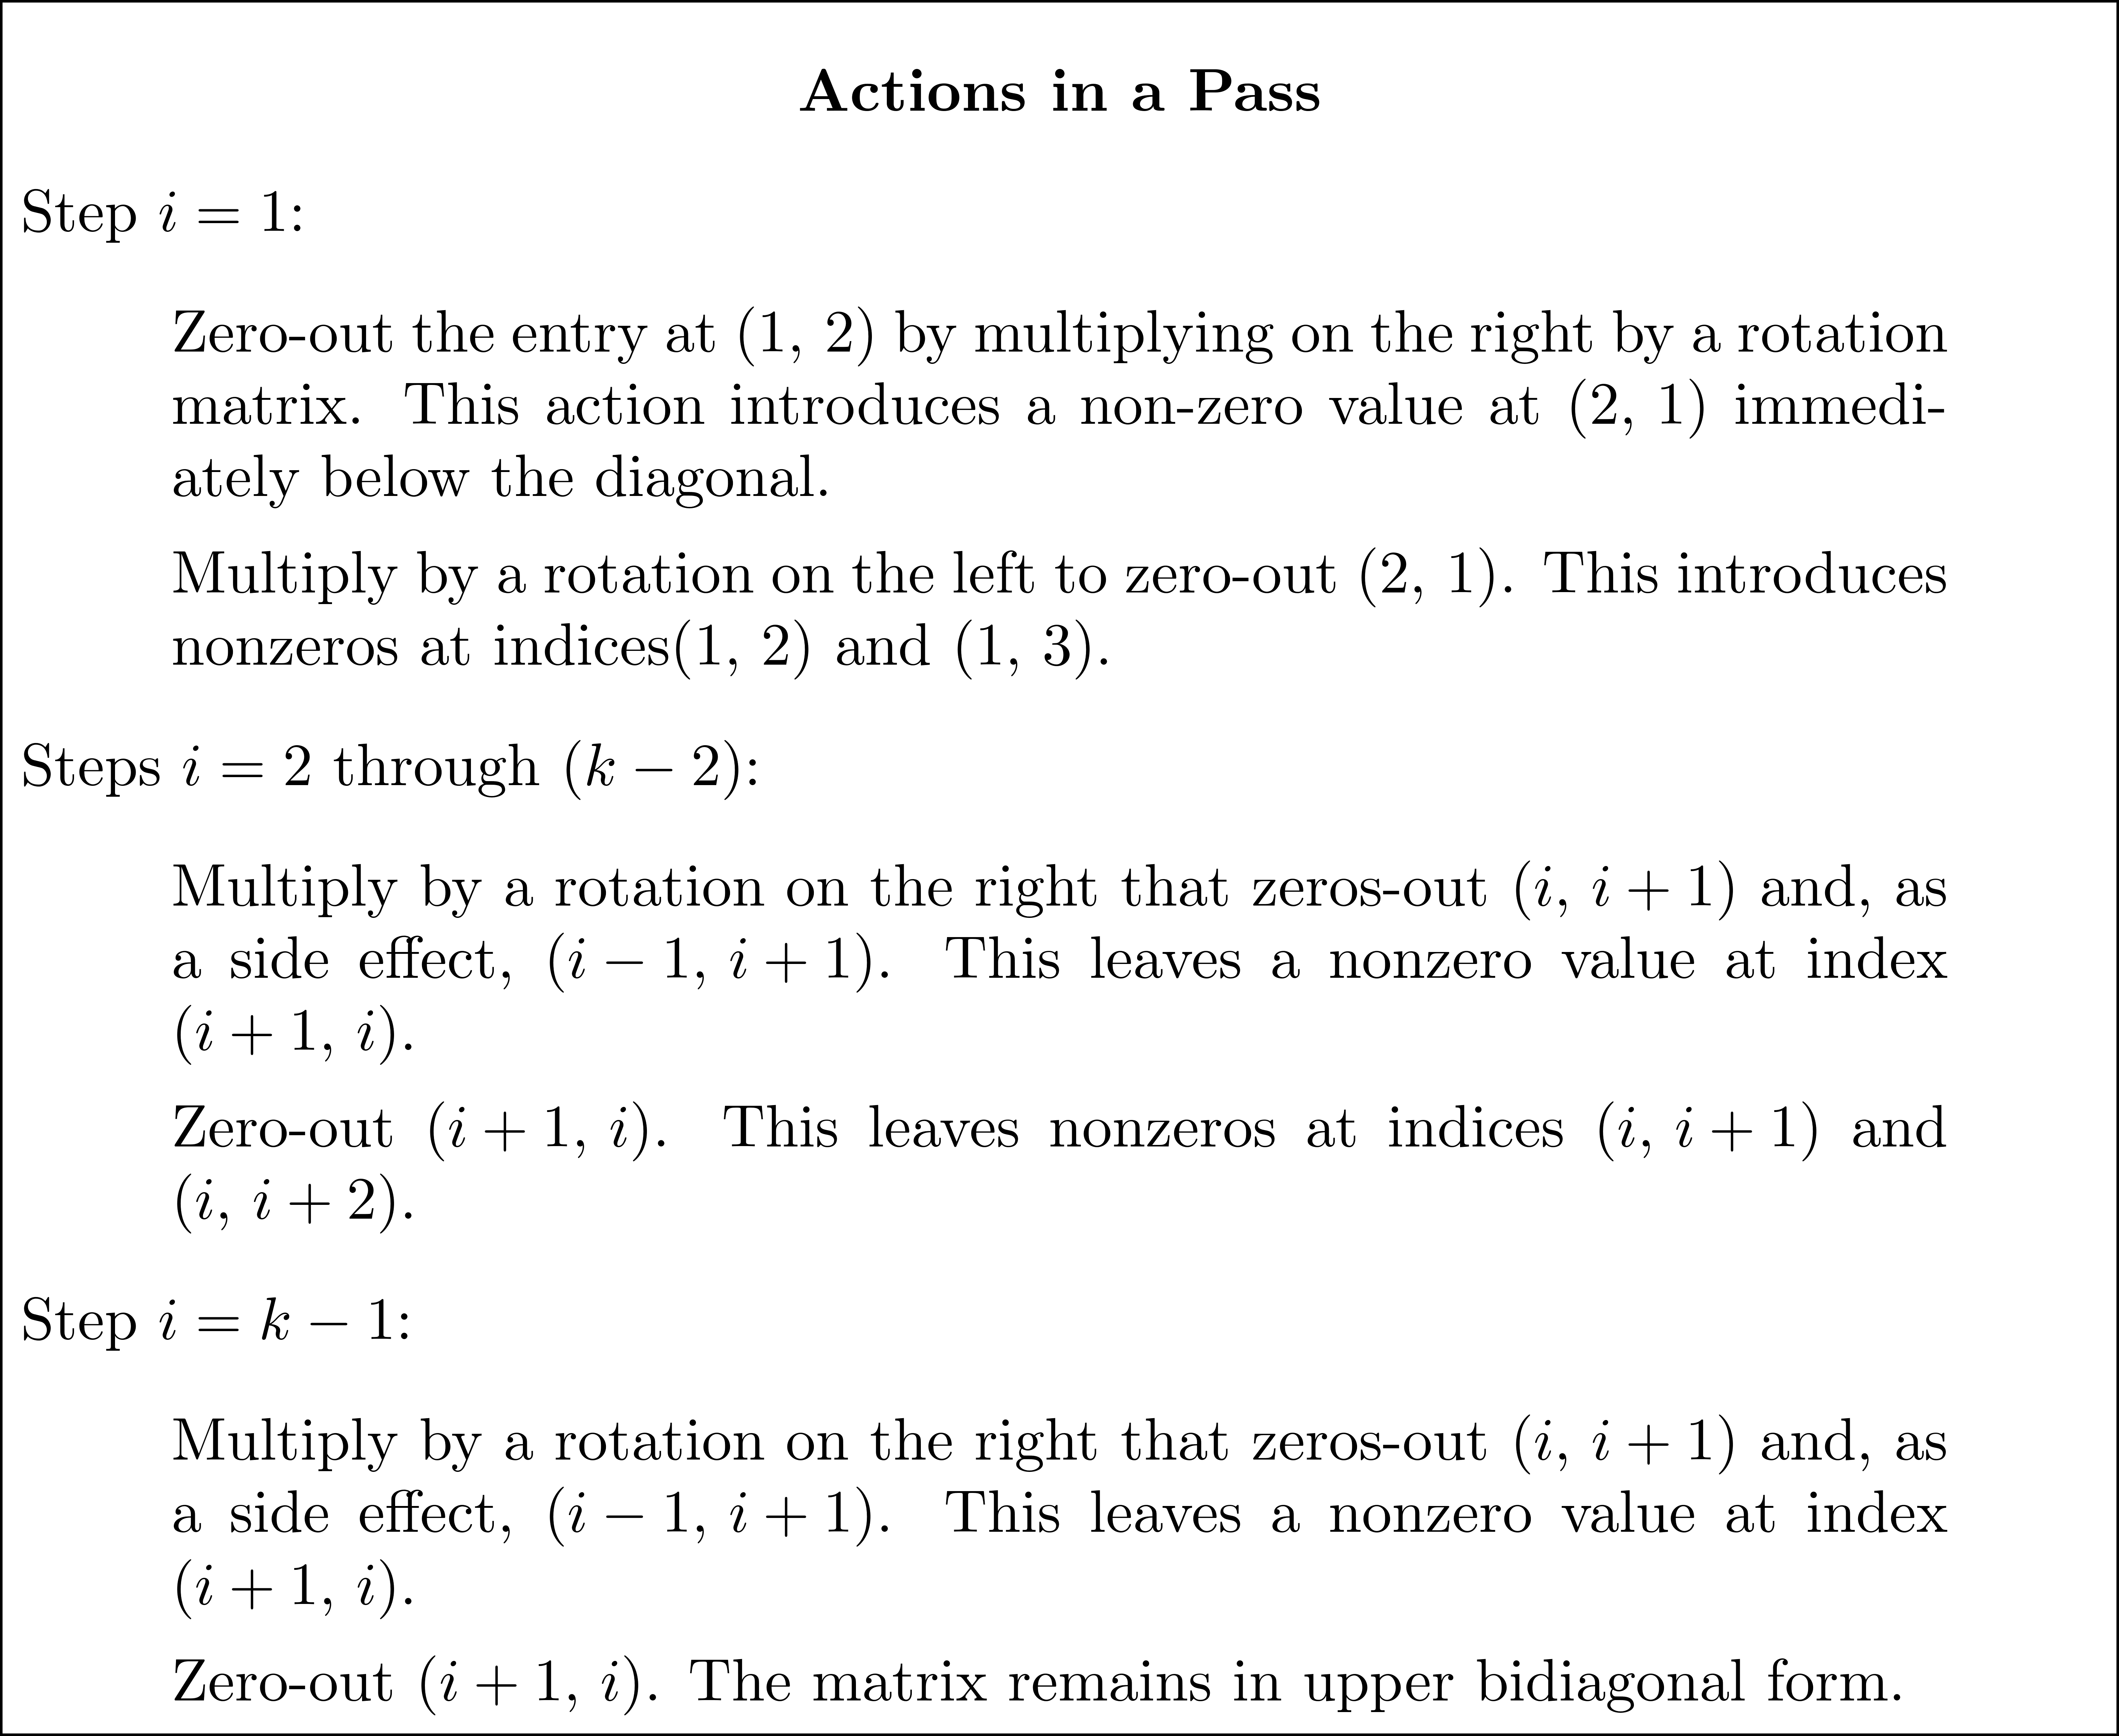 Actions in a Pass
Step i = 1:
Zero-out the entry at (1, 2) by multiplying on the right by a rotation
matrix. This action introduces a non-zero value at (2, 1) immedi-
ately below the diagonal.
Multiply by a rotation on the left to zero-out (2, 1). This introduces
nonzeros at indices(1, 2) and (1, 3).
Steps i = 2 through (k − 2):
Multiply by a rotation on the right that zeros-out (i, i + 1) and, as
a side effect, (i − 1, i + 1). This leaves a nonzero value at index
(i + 1, i).
Zero-out (i + 1, i). This leaves nonzeros at indices (i, i + 1) and
(i, i + 2).
Step i = k − 1:
Multiply by a rotation on the right that zeros-out (i, i + 1) and, as
a side effect, (i − 1, i + 1). This leaves a nonzero value at index
(i + 1, i).
Zero-out (i + 1, i). The matrix remains in upper bidiagonal form.